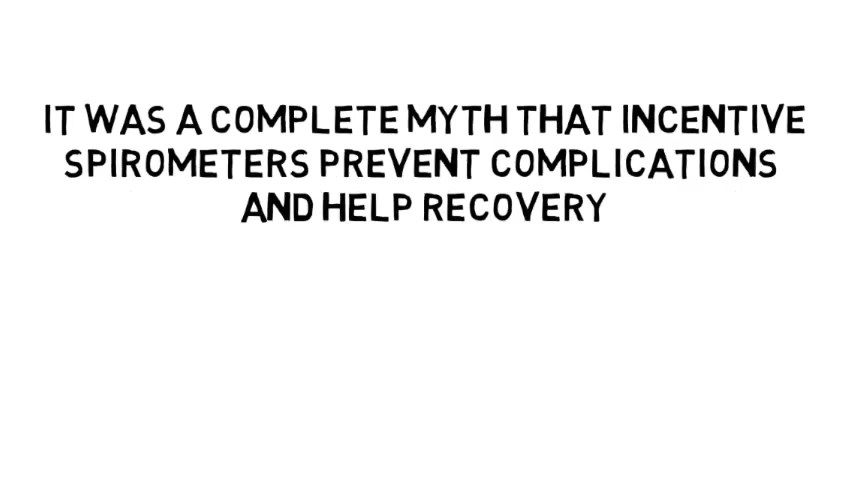 IT WAS A COMPLETE MYTH THAT INCENTIVE
SPIROMETERS PREVENT COMPLICATIONS
AND HELP RECOVERY